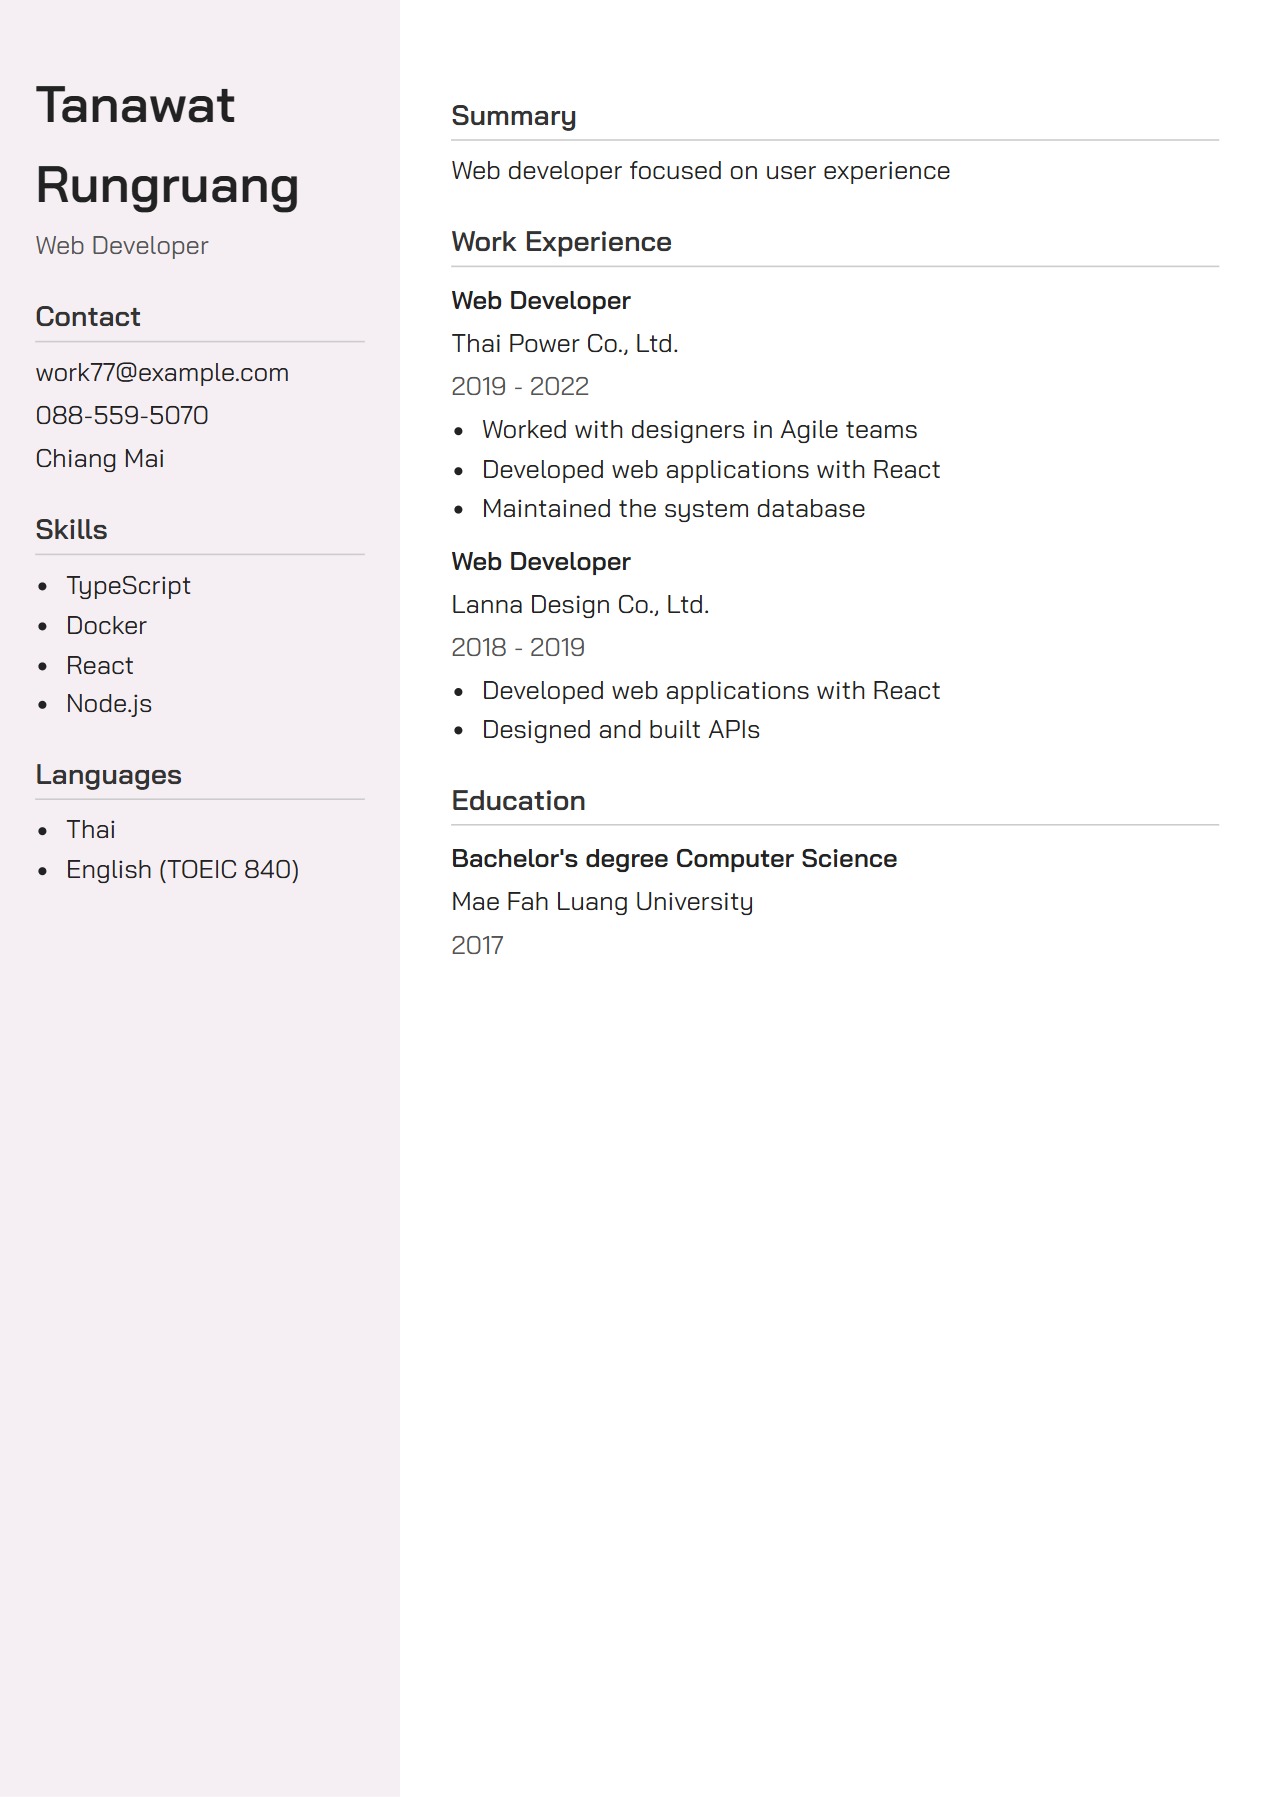 Tanawat
Rungruang
Web Developer
Contact
work77@example.com
088-559-5070
Chiang Mai
Skills
• TypeScript
• Docker
• React
• Node.js
Languages
• Thai
• English (TOEIC 840)
Summary
Web developer focused on user experience
Work Experience
Web Developer
Thai Power Co., Ltd.
2019 - 2022
• Worked with designers in Agile teams
• Developed web applications with React
• Maintained the system database
Web Developer
Lanna Design Co., Ltd.
2018 - 2019
• Developed web applications with React
• Designed and built APIs
Education
Bachelor's degree Computer Science
Mae Fah Luang University
2017